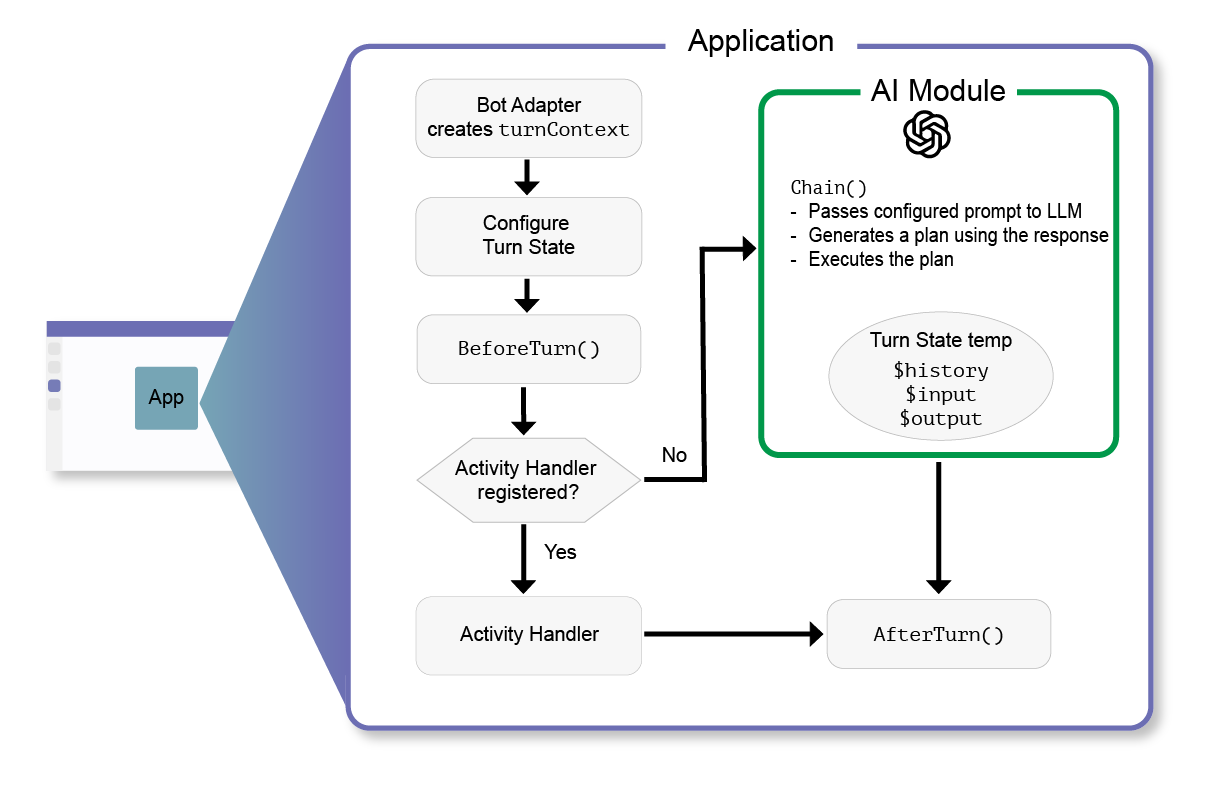 Application
Bot Adapter
creates turnContext
Configure
Turn State
BeforeTurn()
Activity Handler
registered?
No
Yes
Activity Handler
App
AI Module
Chain()
- Passes configured prompt to LLM
- Generates a plan using the response
- Executes the plan
Turn State temp
$history
$input
$output
AfterTurn()